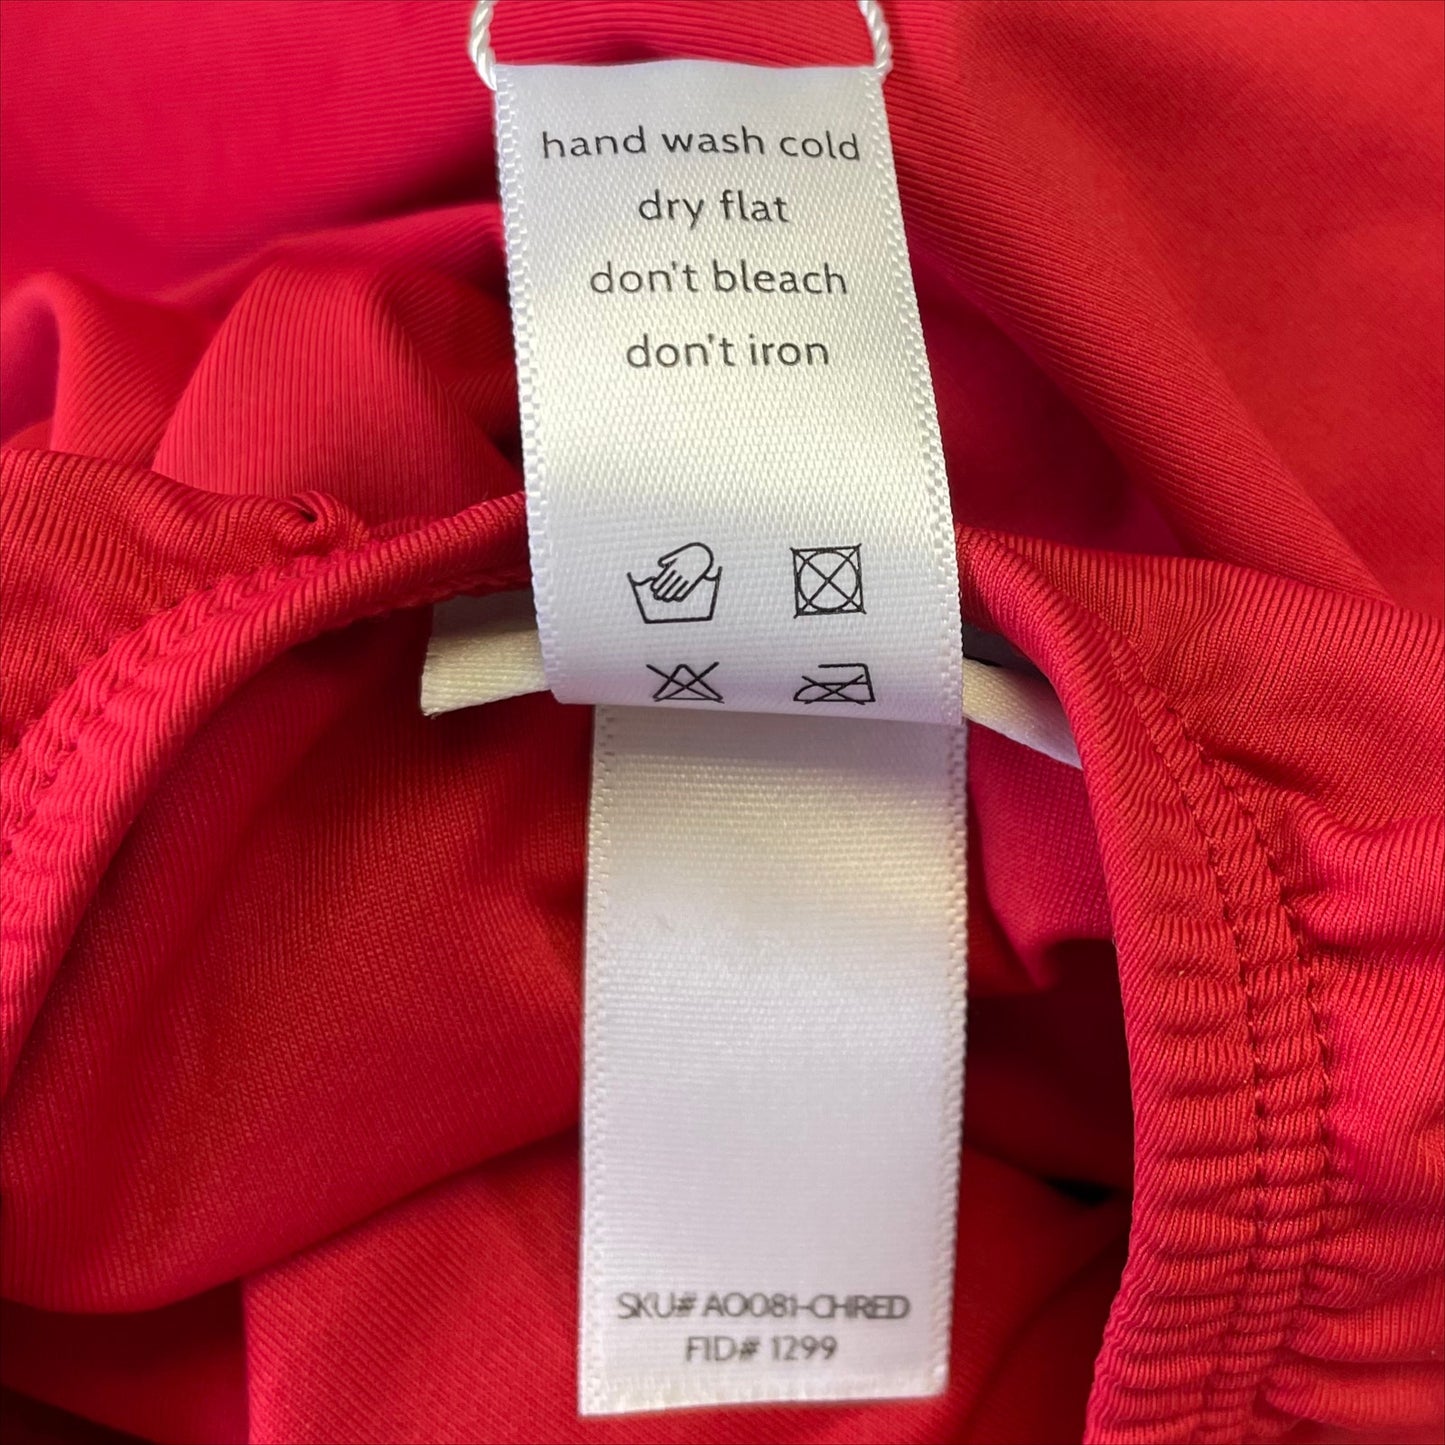 hand wash cold
dry flat
don't bleach
don't iron
SKU# AO081-CHRED
FID# 1299